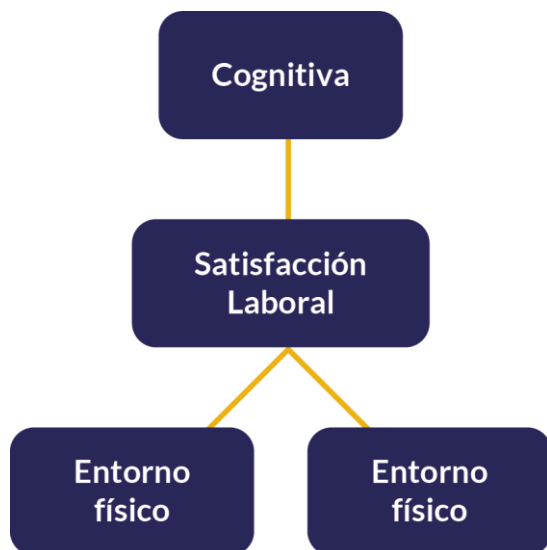 Cognitiva
Satisfacción
Laboral
Entorno
físico
Entorno
físico